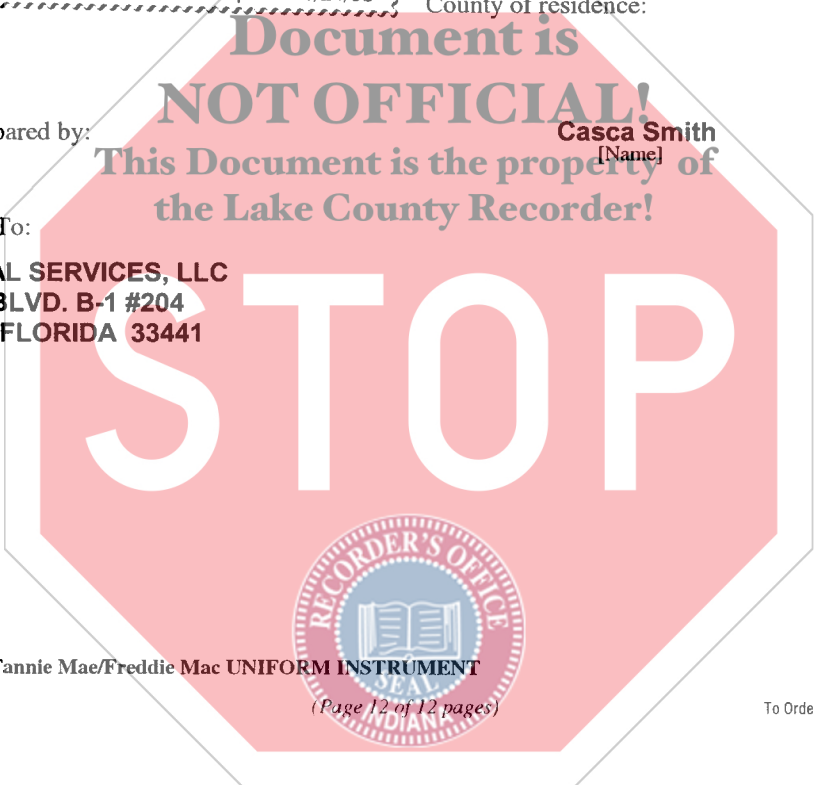 County of residence:
Document is
NOT OFFICIAL!
ared by:
Casca Smith
[Name]
This Document is the property of
the Lake County Recorder!
To:
AL SERVICES, LLC
BLVD. B-1 #204
FLORIDA 33441
STOP
RECORDER'S OFFICE
SEAL
INDIANA
annie Mae/Freddie Mac UNIFORM INSTRUMENT
(Page 12 of 12 pages)
To Orde